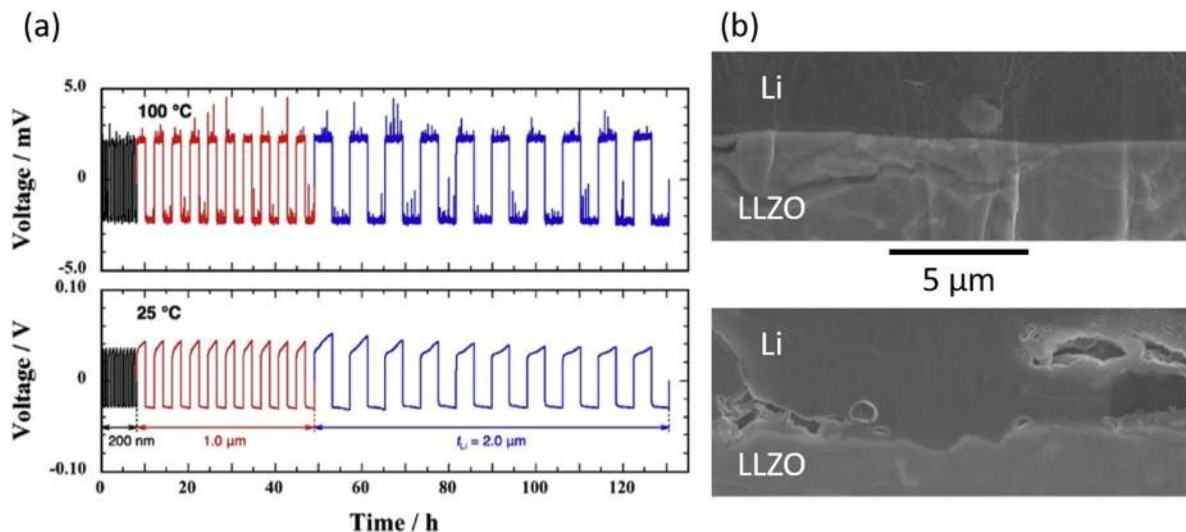 (a)
5.0
100 °C
0
-5.0
Voltage / mV
0.10
25 °C
0
-0.10
Voltage / V
200 nm
1.0 μm
tLi = 2.0 μm
0 20 40 60 80 100 120
Time / h
(b)
Li
LLZO
5 μm
Li
LLZO